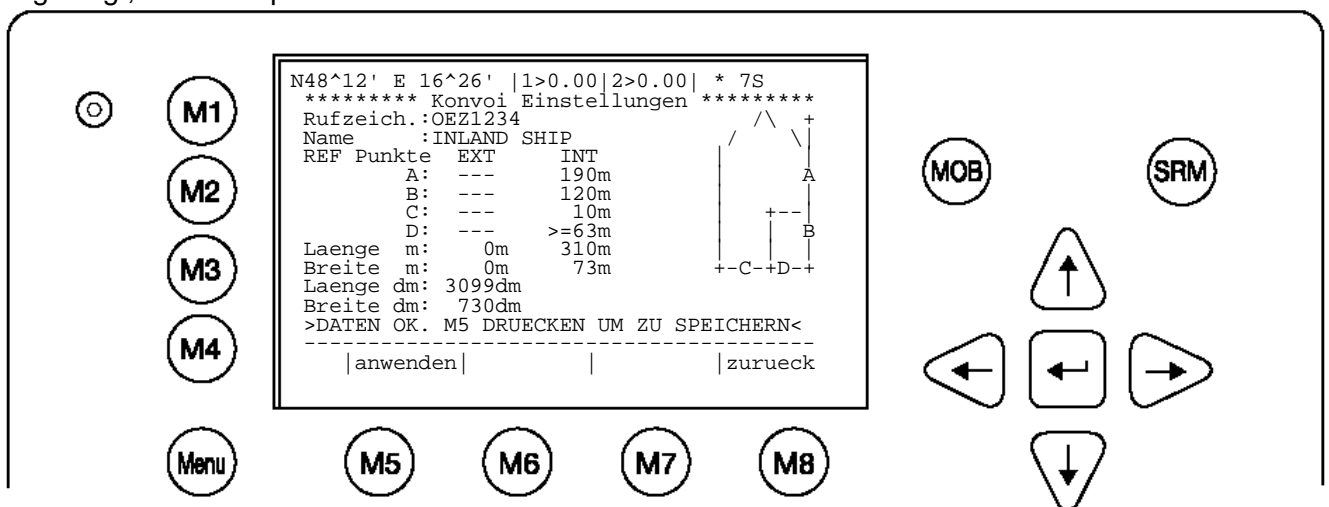 M1
M2
M3
M4
Menu
N48^12' E 16^26' |1>0.00|2>0.00| * 7S
********* Konvoi Einstellungen *********
Rufzeich.:OEZ1234
Name :INLAND SHIP
REF Punkte EXT INT
A: --- 190m A
B: --- 120m
C: --- 10m
D: --- >=63m B
Laenge m: 0m 310m
Breite m: 0m 73m +-C-+D-+
Laenge dm: 3099dm
Breite dm: 730dm
>DATEN OK. M5 DRUECKEN UM ZU SPEICHERN<
|anwenden| | |zurueck
M5 M6 M7 M8
MOB SRM